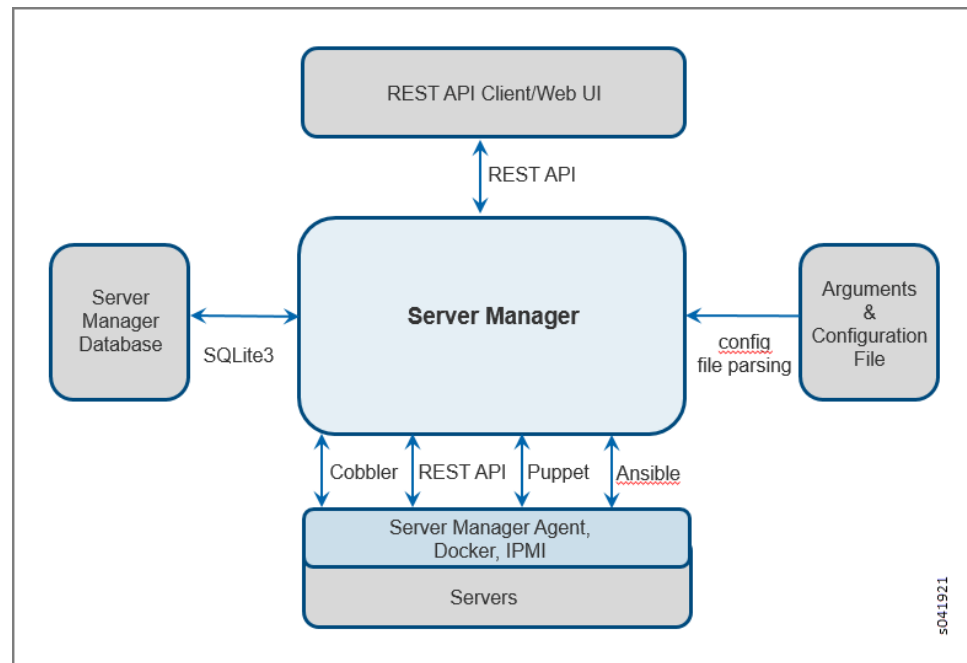 REST API Client/Web UI
REST API
Server
Manager
Database
SQLite3
Server Manager
config
file parsing
Arguments
&
Configuration
File
Cobbler
REST API
Puppet
Ansible
Server Manager Agent,
Docker, IPMI
Servers
s041921